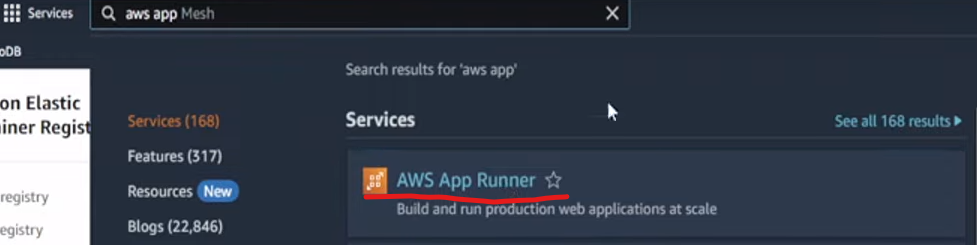 Services
aws app Mesh
oDB
Search results for 'aws app'
on Elastic
iner Regist
registry
egistry
Services (168)
Features (317)
Resources New
Blogs (22,846)
Services
See all 168 results
AWS App Runner
Build and run production web applications at scale